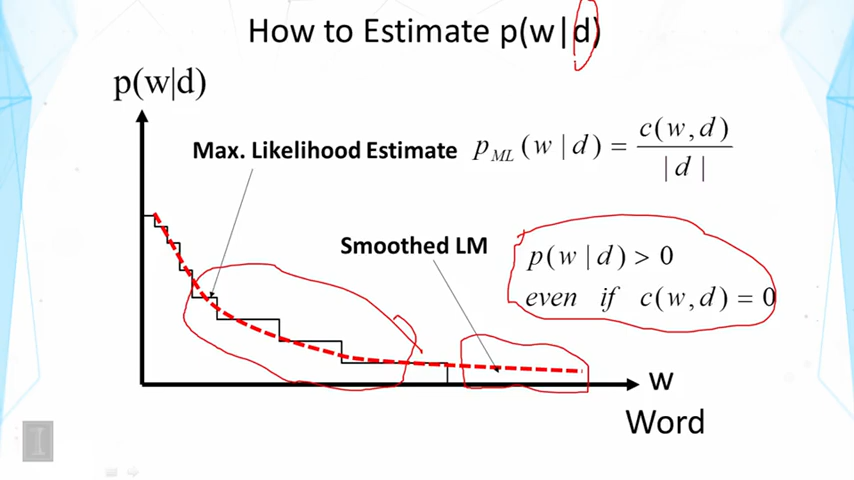 How to Estimate p(w|d)
p(w|d)
Max. Likelihood Estimate
p_ML (w | d) = c(w, d) / | d |
Smoothed LM
p(w | d) > 0
even if c(w, d) = 0
w
Word
I